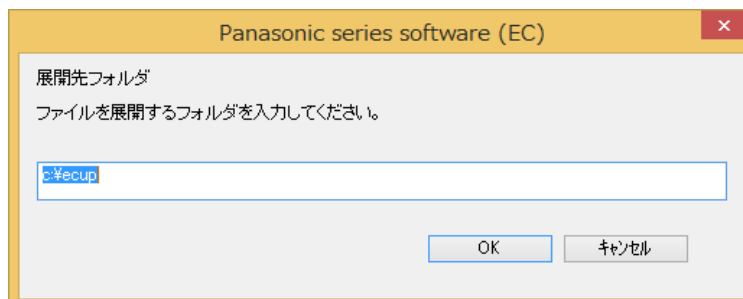 Panasonic series software (EC)
展開先フォルダ
ファイルを展開するフォルダを入力してください。
c:¥ecup
OK
キャンセル